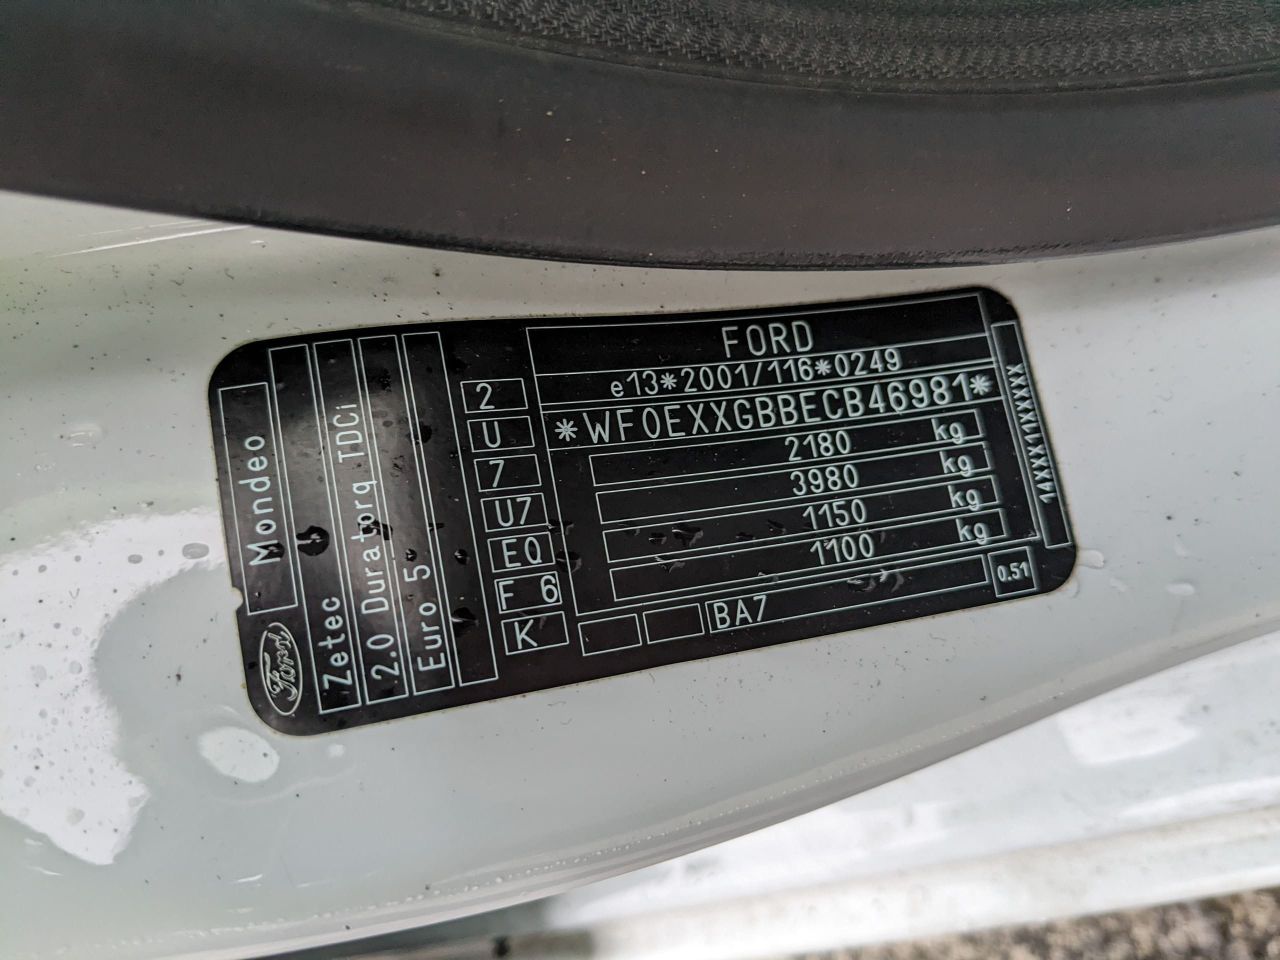 FORD
e13*2001/116*0249
*WF0EXXGBBECB46981*
2180 kg
3980 kg
1150 kg
1100 kg
BA7
0.51
2
U
7
U7
EQ
F 6
K
Mondeo
Zetec
2.0 Duratorq TDCi
Euro 5
Ford